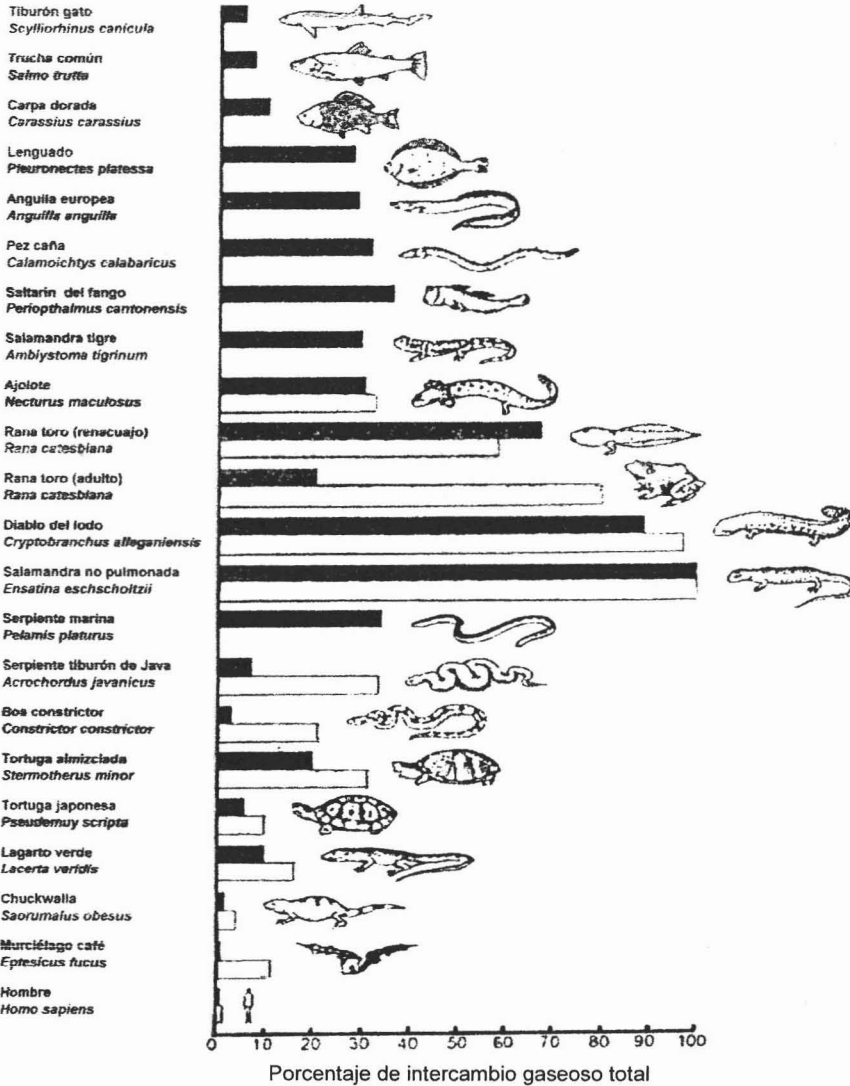 Tiburón gato
Scylliorhinus canicula
Trucha común
Salmo trutta
Carpa dorada
Carassius carassius
Lenguado
Pleuronectes platessa
Anguila europea
Anguilla anguilla
Pez caña
Calamoichtys calabaricus
Saltarín del fango
Periopthalmus cantonensis
Salamandra tigre
Ambiystoma tigrinum
Ajolote
Necturus maculosus
Rana toro (renacuajo)
Rana catesbiana
Rana toro (adulto)
Rana catesbiana
Diablo del lodo
Cryptobranchus alleganiensis
Salamandra no pulmonada
Ensatina eschscholtzii
Serpiente marina
Pelamis platurus
Serpiente tiburón de Java
Acrochordus javanicus
Boa constrictor
Constrictor constrictor
Tortuga almizclada
Stermotherus minor
Tortuga japonesa
Pseudemuy scripta
Lagarto verde
Lacerta veridis
Chuckwalla
Saorumalus obesus
Murciélago café
Eptesicus fucus
Hombre
Homo sapiens
0 10 20 30 40 50 60 70 80 90 100
Porcentaje de intercambio gaseoso total